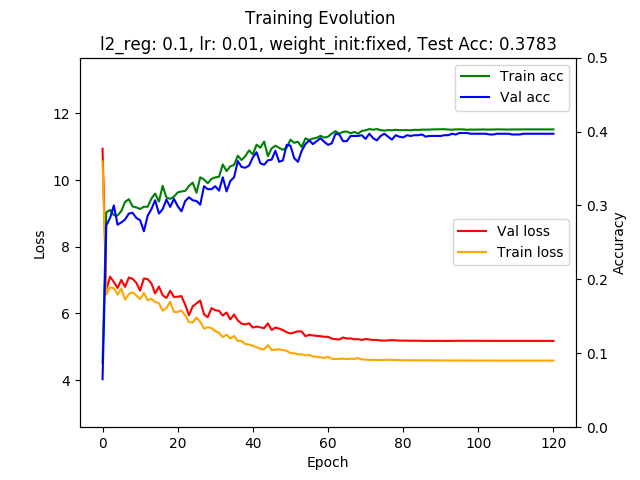 Training Evolution
l2_reg: 0.1, lr: 0.01, weight_init:fixed, Test Acc: 0.3783
Train acc
Val acc
Val loss
Train loss
Loss
12
10
8
6
4
0.5
0.4
0.3
0.2
0.1
0.0
Accuracy
0 20 40 60 80 100 120
Epoch